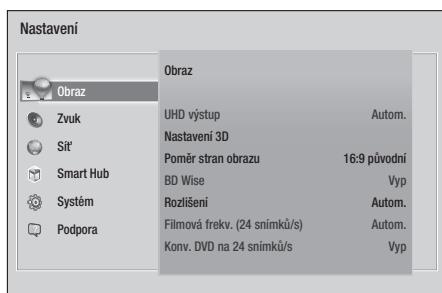 Nastavení
Obraz
Zvuk
Síť
Smart Hub
Systém
Podpora
Obraz
UHD výstup Autom.
Nastavení 3D
Poměr stran obrazu 16:9 původní
BD Wise Vyp
Rozlišení Autom.
Filmová frekv. (24 snímků/s) Autom.
Konv. DVD na 24 snímků/s Vyp